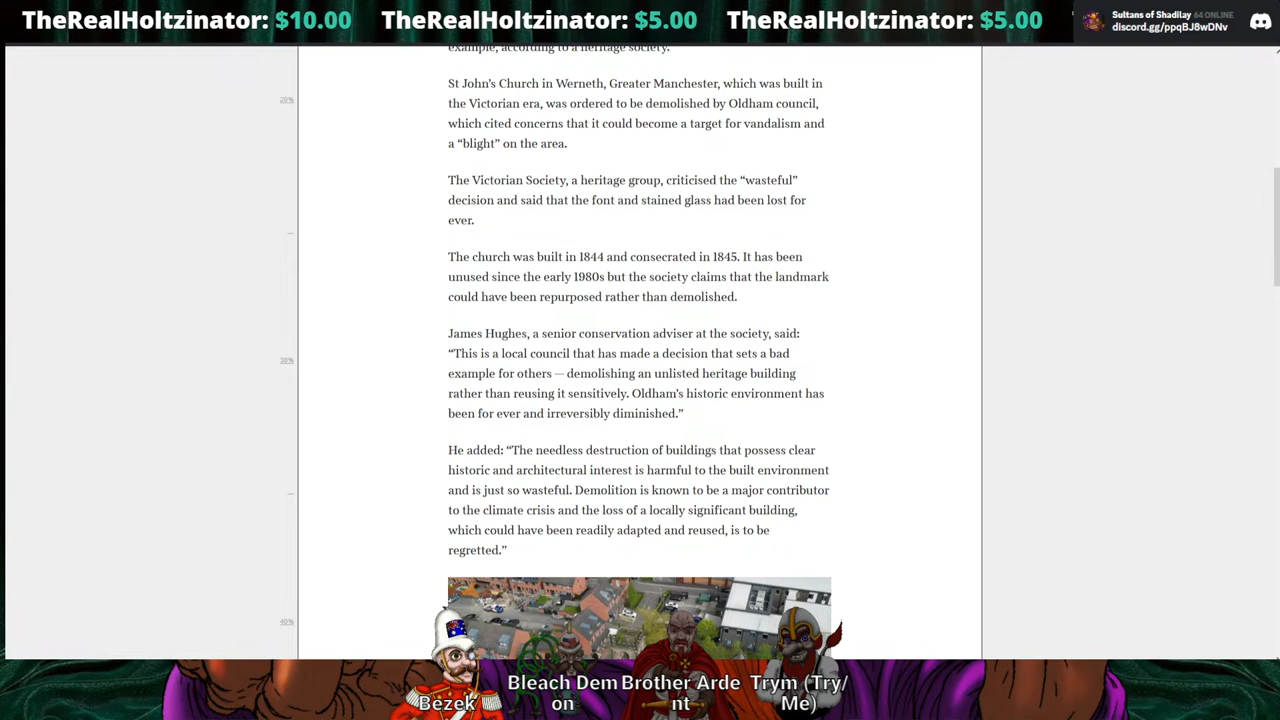 TheRealHoltzinator: $10.00 TheRealHoltzinator: $5.00 TheRealHoltzinator: $5.00
Sultans of Shadilay 64 ONLINE
discord.gg/ppqBJ8wDNv
example, according to a heritage society.
20%
St John's Church in Werneth, Greater Manchester, which was built in
the Victorian era, was ordered to be demolished by Oldham council,
which cited concerns that it could become a target for vandalism and
a “blight” on the area.
The Victorian Society, a heritage group, criticised the “wasteful”
decision and said that the font and stained glass had been lost for
ever.
The church was built in 1844 and consecrated in 1845. It has been
unused since the early 1980s but the society claims that the landmark
could have been repurposed rather than demolished.
James Hughes, a senior conservation adviser at the society, said:
“This is a local council that has made a decision that sets a bad
30%
example for others — demolishing an unlisted heritage building
rather than reusing it sensitively. Oldham's historic environment has
been for ever and irreversibly diminished.”
He added: “The needless destruction of buildings that possess clear
historic and architectural interest is harmful to the built environment
and is just so wasteful. Demolition is known to be a major contributor
to the climate crisis and the loss of a locally significant building,
which could have been readily adapted and reused, is to be
regretted.”
40%
Bezek
Bleach Dem
on
Brother Arde
nt
Trym (Try/
Me)